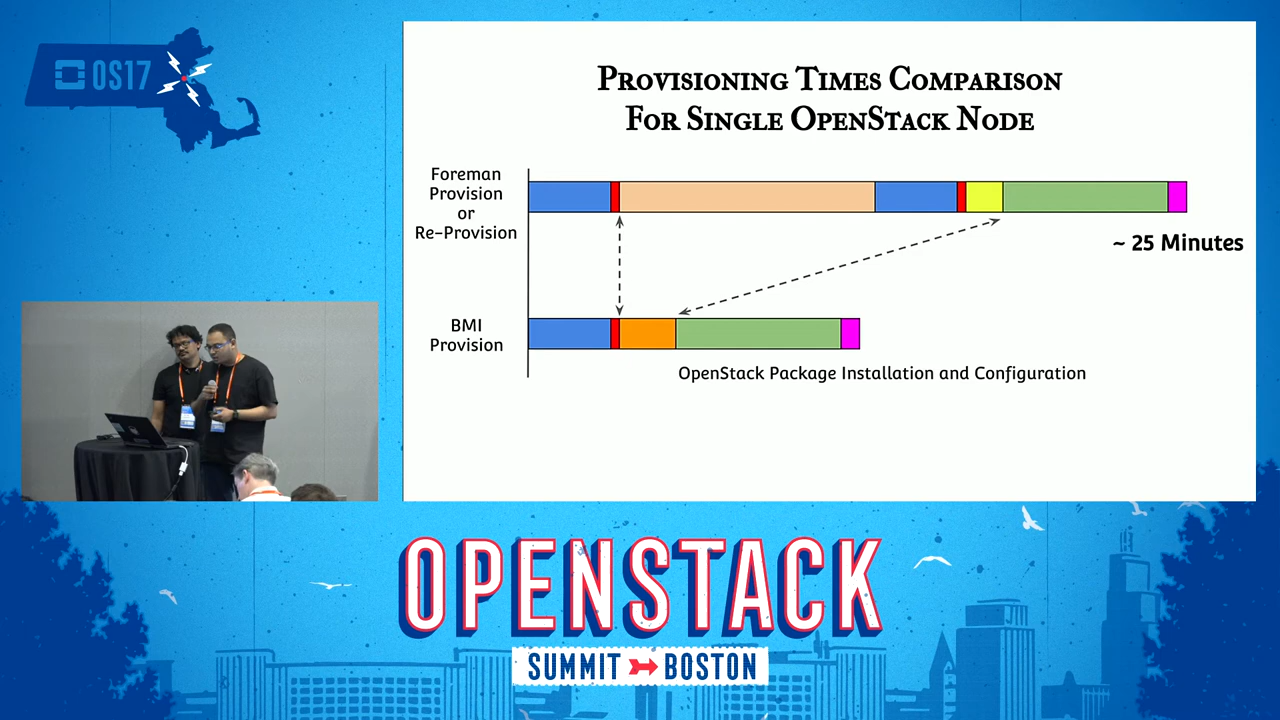 OS17
PROVISIONING TIMES COMPARISON
FOR SINGLE OPENSTACK NODE
Foreman
Provision
or
Re-Provision
~ 25 Minutes
BMI
Provision
OpenStack Package Installation and Configuration
OPENSTACK
SUMMIT BOSTON